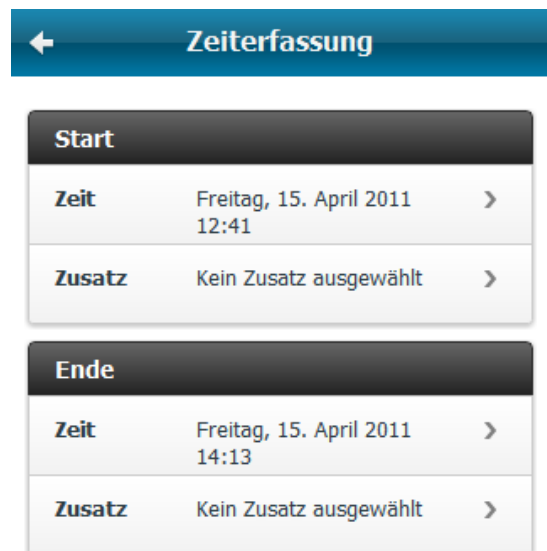 Zeiterfassung
Start
Zeit Freitag, 15. April 2011
12:41
Zusatz Kein Zusatz ausgewählt
Ende
Zeit Freitag, 15. April 2011
14:13
Zusatz Kein Zusatz ausgewählt